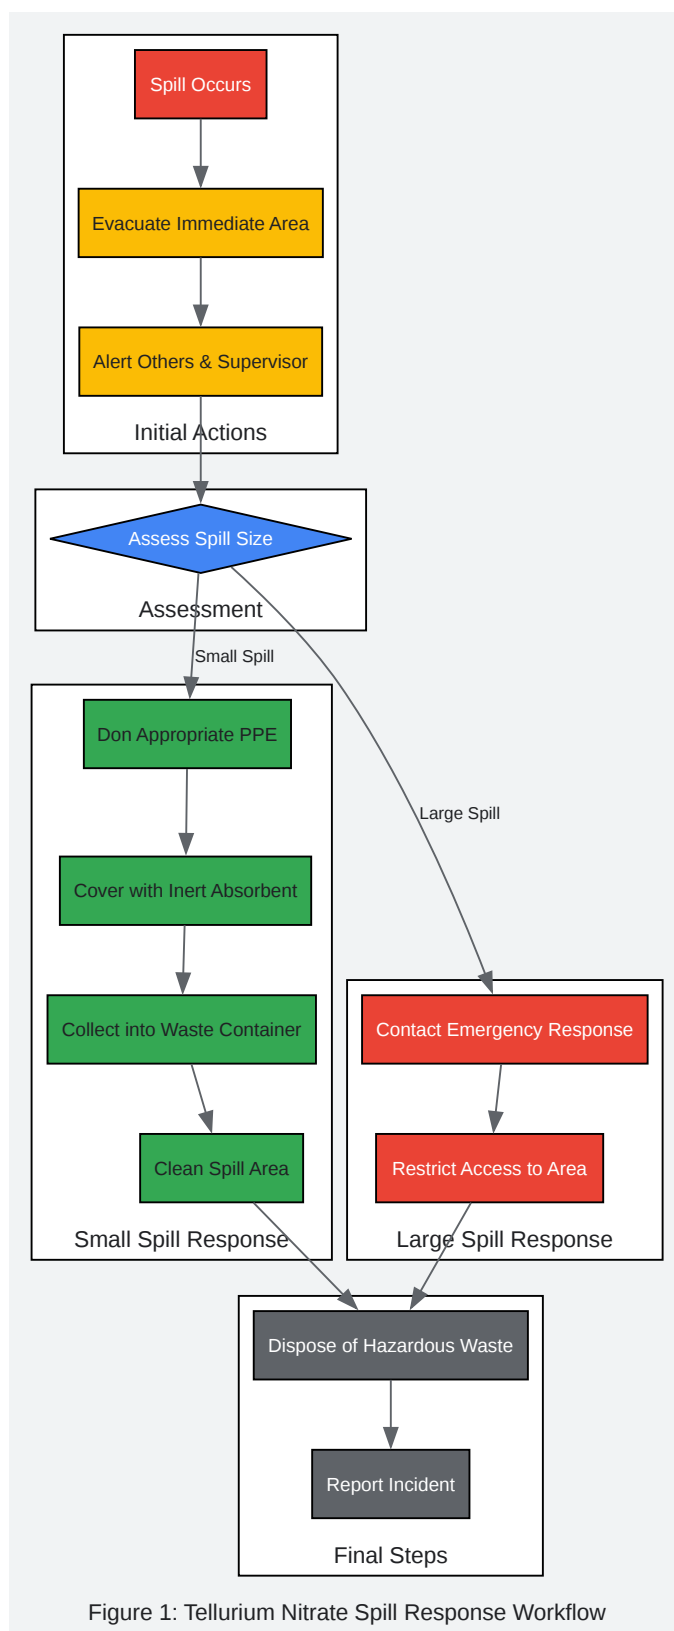 Spill Occurs
Evacuate Immediate Area
Alert Others & Supervisor
Initial Actions
Assess Spill Size
Assessment
Small Spill
Large Spill
Don Appropriate PPE
Cover with Inert Absorbent
Collect into Waste Container
Clean Spill Area
Small Spill Response
Contact Emergency Response
Restrict Access to Area
Large Spill Response
Dispose of Hazardous Waste
Report Incident
Final Steps
Figure 1: Tellurium Nitrate Spill Response Workflow